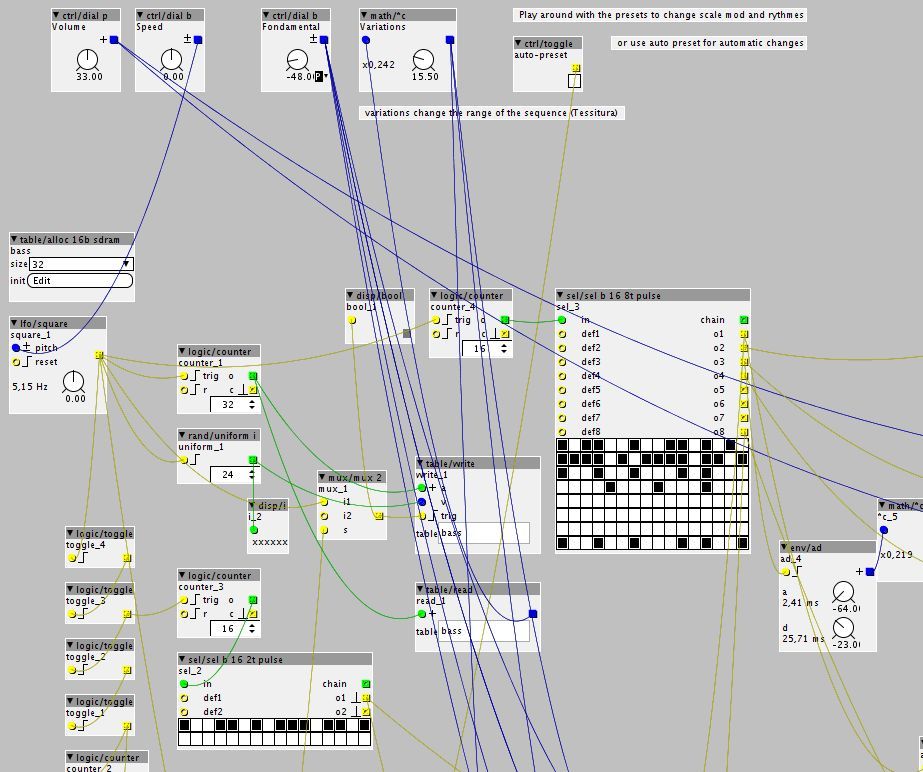 ctrl/dial p
Volume
+
33.00
ctrl/dial b
Speed
±
0.00
ctrl/dial b
Fundamental
±
-48.0
P
math/*c
Variations
x0,242
15.50
Play around with the presets to change scale mod and rythmes
ctrl/toggle
auto-preset
or use auto preset for automatic changes
variations change the range of the sequence (Tessitura)
table/alloc 16b sdram
bass
size 32
init Edit
lfo/square
square_1
± pitch
reset
5,15 Hz
0.00
logic/counter
counter_1
trig o
r c
32
rand/uniform i
uniform_1
24
disp/i
i_2
xxxxxx
disp/bool
logic/counter
counter_4
trig o
r c
16
mux/mux 2
mux_1
i1
i2 o
s
table/write
write_1
+ a
v
trig
table bass
table/read
read_1
+
table bass
sel/sel b 16 8t pulse
sel_3
in chain
def1 o1
def2 o2
def3 o3
def4 o4
def5 o5
def6 o6
def7 o7
def8 o8
math/*c
*c_5
x0,219
env/ad
ad_4
+
a
2,41 ms
-64.0
d
25,71 ms
-23.0
logic/toggle
toggle_4
logic/toggle
toggle_3
logic/toggle
toggle_2
logic/toggle
toggle_1
logic/counter
counter_2
logic/counter
counter_3
trig o
r c
16
sel/sel b 16 2t pulse
sel_2
in chain
def1 o1
def2 o2